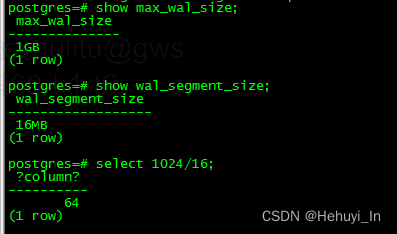 postgres=# show max_wal_size;
max_wal_size
--------------
1GB
(1 row)
postgres=# show wal_segment_size;
wal_segment_size
------------------
16MB
(1 row)
postgres=# select 1024/16;
?column?
----------
64
(1 row)
CSDN @Hehuyi_In